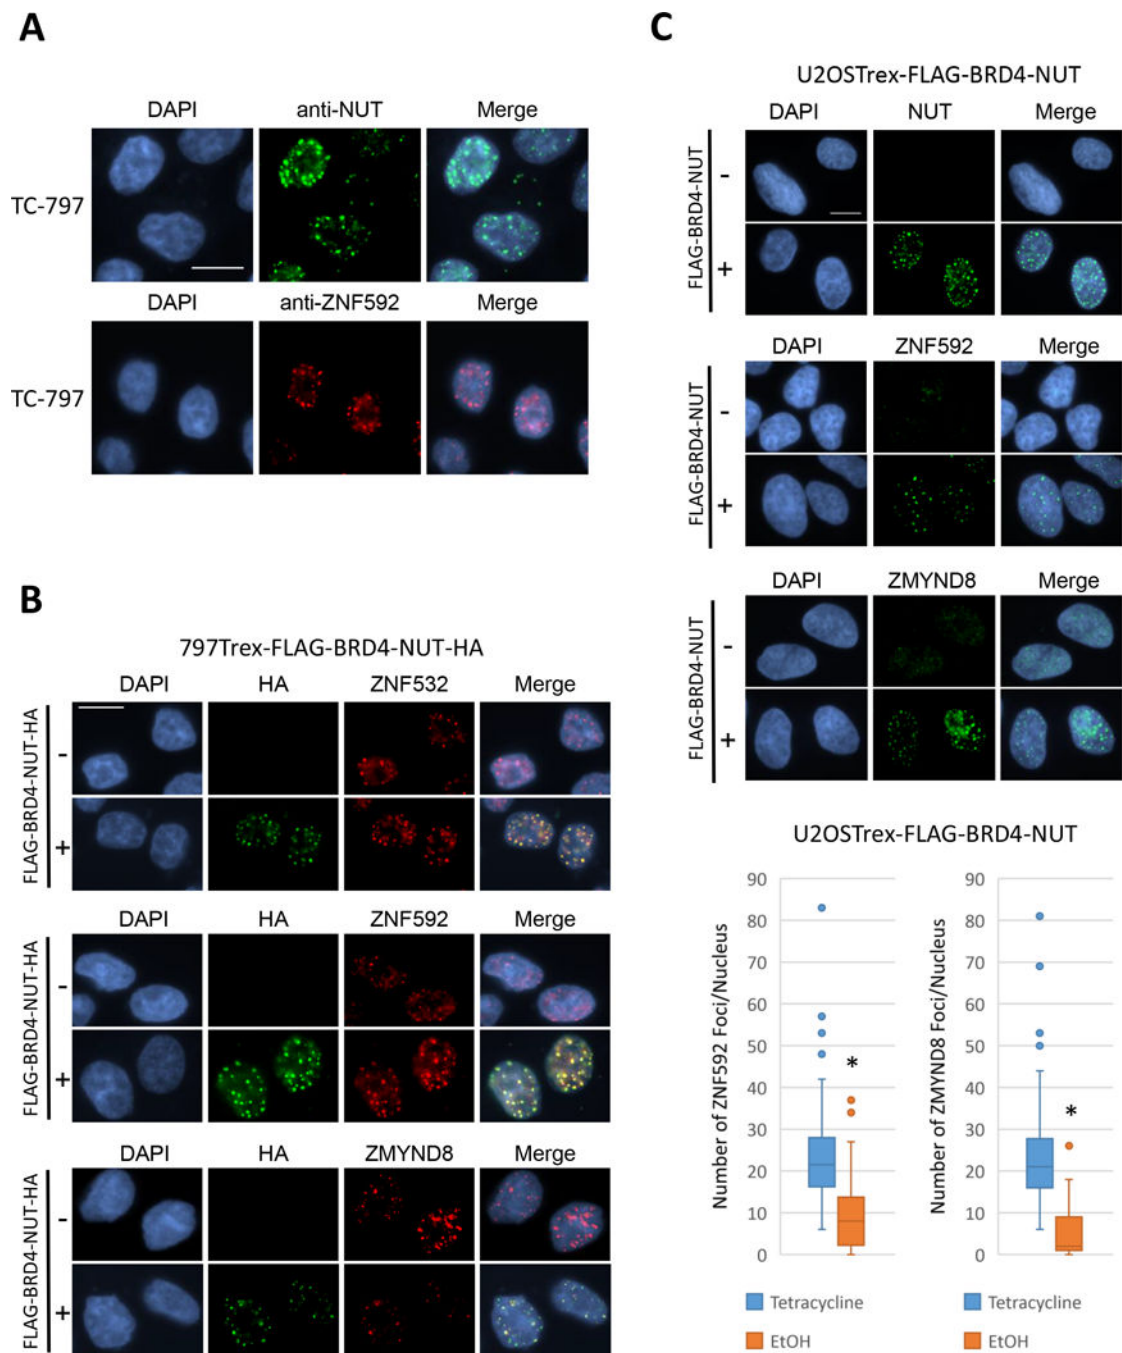 A
DAPI anti-NUT Merge
TC-797
DAPI anti-ZNF592 Merge
TC-797
B
797Trex-FLAG-BRD4-NUT-HA
DAPI HA ZNF532 Merge
FLAG-BRD4-NUT-HA
-
+
DAPI HA ZNF592 Merge
FLAG-BRD4-NUT-HA
-
+
DAPI HA ZMYND8 Merge
FLAG-BRD4-NUT-HA
-
+
C
U2OSTrex-FLAG-BRD4-NUT
DAPI NUT Merge
FLAG-BRD4-NUT
-
+
DAPI ZNF592 Merge
FLAG-BRD4-NUT
-
+
DAPI ZMYND8 Merge
FLAG-BRD4-NUT
-
+
U2OSTrex-FLAG-BRD4-NUT
Number of ZNF592 Foci/Nucleus
90
80
70
60
50
40
30
20
10
0
*
Tetracycline
EtOH
Number of ZMYND8 Foci/Nucleus
90
80
70
60
50
40
30
20
10
0
*
Tetracycline
EtOH